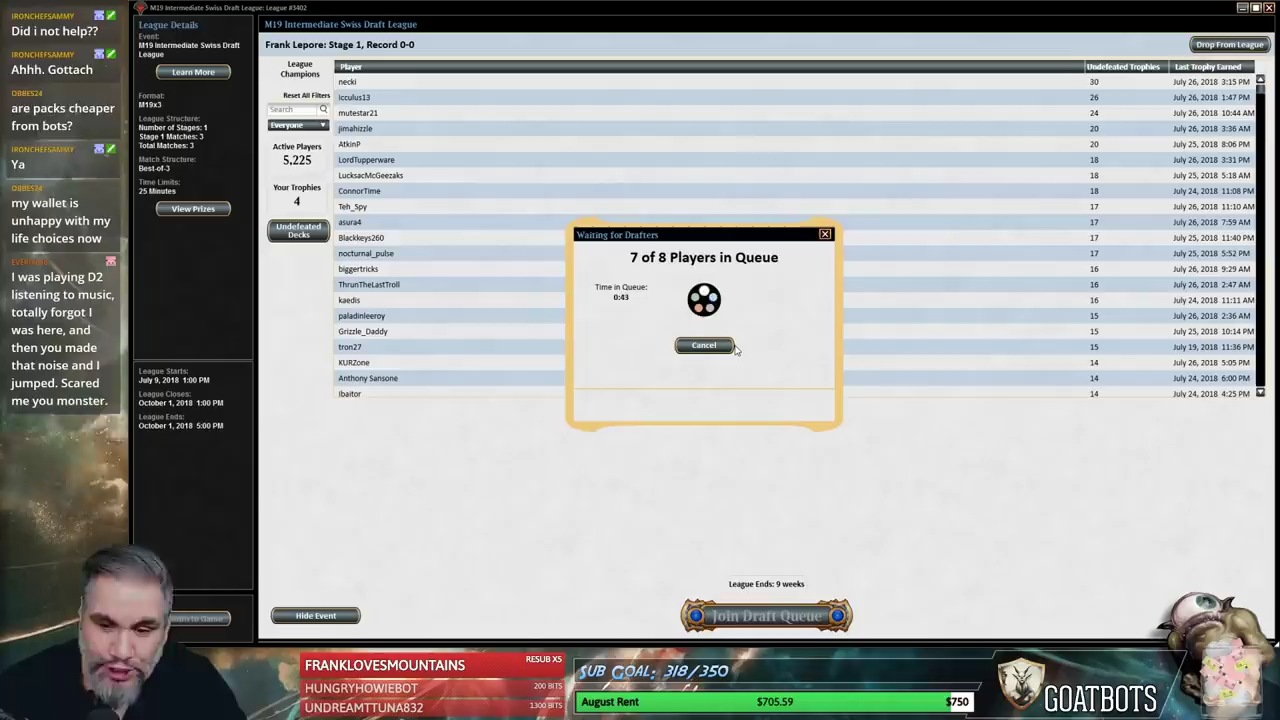 IRONCHEFSAMMY
Did i not help??
IRONCHEFSAMMY
Ahhh. Gottach
OBBES24
are packs cheaper
from bots?
IRONCHEFSAMMY
Ya
OBBES24
my wallet is
unhappy with my
life choices now
I was playing D2
listening to music,
totally forgot I
was here, and
then you made
that noise and I
jumped. Scared
me you monster.
M19 Intermediate Swiss Draft League: League #3402
League Details
Event:
M19 Intermediate Swiss Draft
League
Learn More
Format:
M19x3
League Structure:
Number of Stages: 1
Stage 1 Matches: 3
Total Matches: 3
Match Structure:
Best-of-3
Time Limits:
25 Minutes
View Prizes
League Starts:
July 9, 2018 1:00 PM
League Closes:
October 1, 2018 1:00 PM
League Ends:
October 1, 2018 5:00 PM
to Game
M19 Intermediate Swiss Draft League
Frank Lepore: Stage 1, Record 0-0
Drop From League
League
Champions
Reset All Filters
Search
Everyone
Active Players
5,225
Your Trophies
4
Undefeated
Decks
Player Undefeated Trophies Last Trophy Earned
necki 30 July 26, 2018 3:15 PM
Icculus13 26 July 26, 2018 1:47 PM
mutestar21 24 July 26, 2018 10:44 AM
jimahizzle 20 July 26, 2018 3:36 AM
AtkinP 20 July 25, 2018 8:06 PM
LordTupperware 18 July 26, 2018 3:31 PM
LucksacMcGeezaks 18 July 25, 2018 5:18 AM
ConnorTime 18 July 24, 2018 11:08 PM
Teh_Spy 17 July 26, 2018 11:10 AM
asura4 17 July 26, 2018 7:59 AM
Blackkeys260 17 July 25, 2018 11:40 PM
nocturnal_pulse 17 July 25, 2018 5:52 PM
biggertricks 16 July 26, 2018 9:29 AM
ThrunTheLastTroll 16 July 26, 2018 2:47 AM
kaedis 16 July 24, 2018 11:11 AM
paladinleeroy 15 July 26, 2018 2:36 AM
Grizzle_Daddy 15 July 25, 2018 10:14 PM
tron27 15 July 19, 2018 11:36 PM
KURZone 14 July 26, 2018 5:05 PM
Anthony Sansone 14 July 24, 2018 6:00 PM
14 July 24, 2018 4:25 PM
Waiting for Drafters
7 of 8 Players in Queue
Time in Queue:
0:43
Cancel
League Ends: 9 weeks
Hide Event
Join Draft Queue
FRANKLOVESMOUNTAINS RESUB X5
HUNGRYHOWIEBOT 200 BITS
UNDREAMTTUNA832 1300 BITS
SUB GOAL: 318/350
August Rent $705.59 $750
GOATBOTS